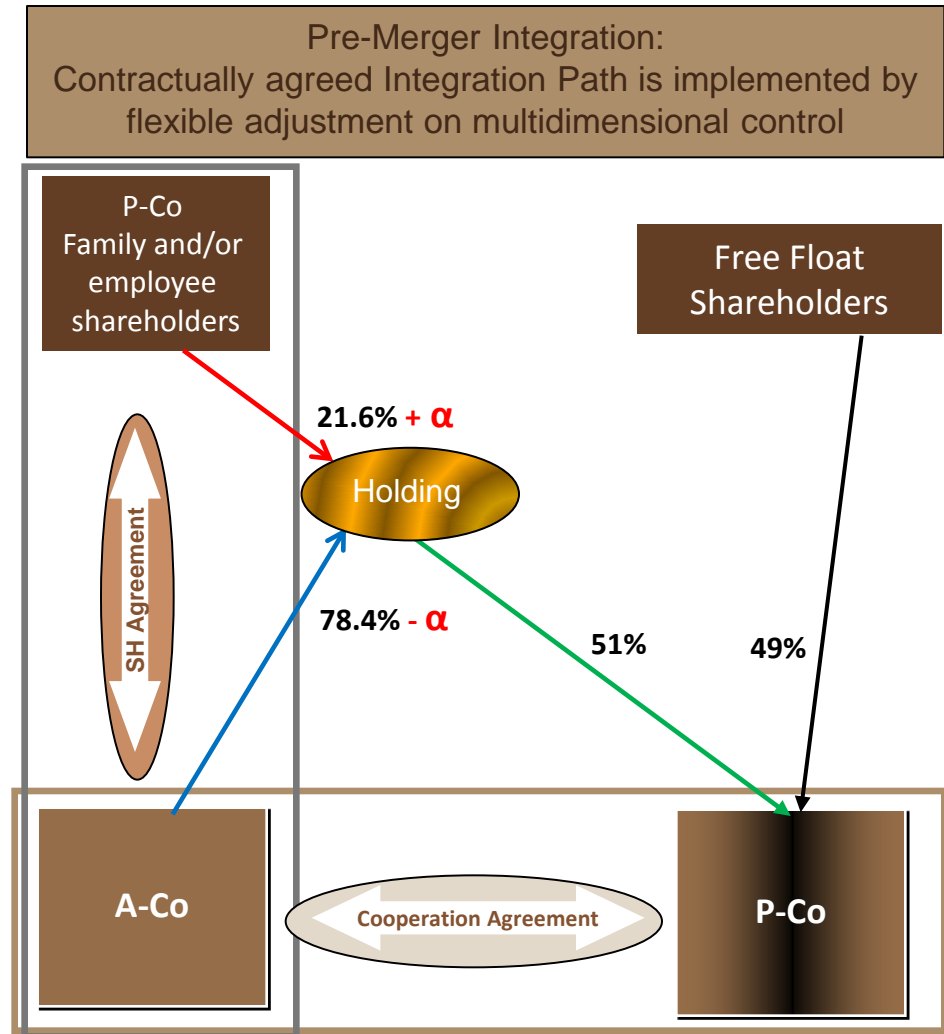 Pre-Merger Integration:
Contractually agreed Integration Path is implemented by
flexible adjustment on multidimensional control
P-Co
Family and/or
employee
shareholders
Free Float
Shareholders
21.6% + α
Holding
SH Agreement
78.4% - α
51%
49%
A-Co
Cooperation Agreement
P-Co